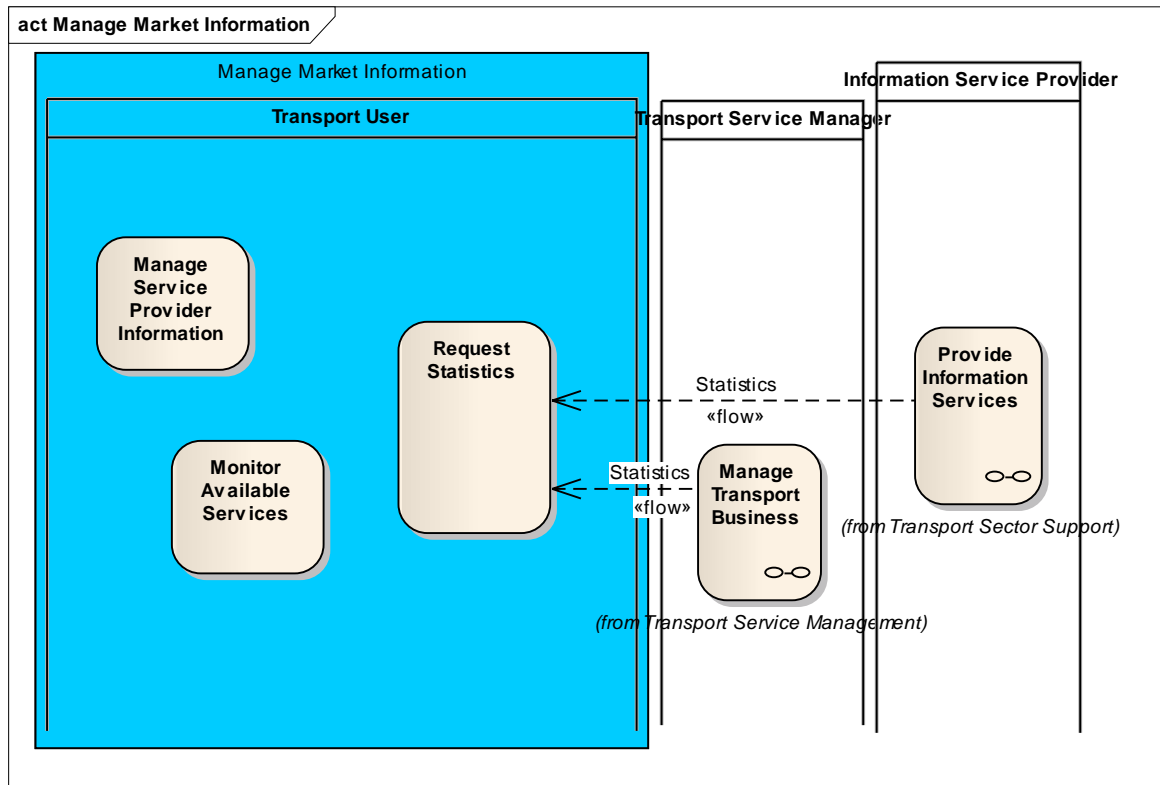 act Manage Market Information
Manage Market Information
Information Service Provider
Transport User
Transport Service Manager
Manage
Service
Provider
Information
Request
Statistics
Provide
Information
Services
Statistics
«flow»
Monitor
Available
Services
Statistics
«flow»
Manage
Transport
Business
(from Transport Sector Support)
(from Transport Service Management)